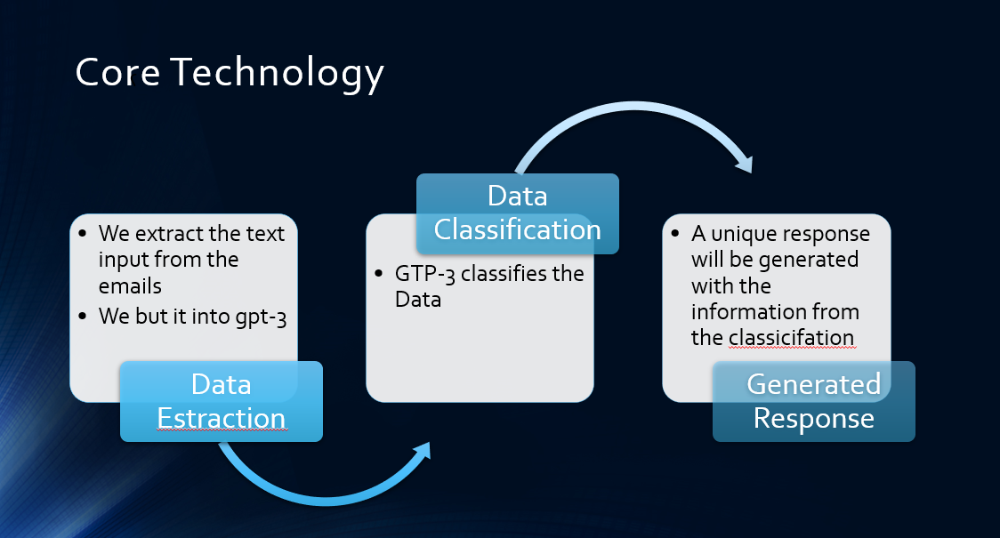 Core Technology
• We extract the text
input from the
emails
• We but it into gpt-3
Data
Estraction
Data
Classification
• GTP-3 classifies the
Data
• A unique response
will be generated
with the
information from
the classicifation
Generated
Response